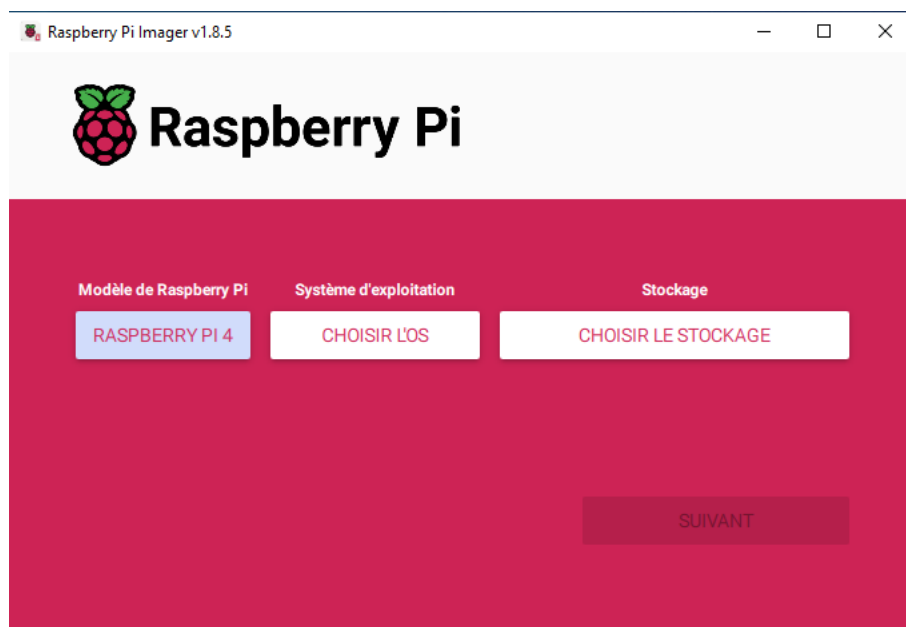 Raspberry Pi Imager v1.8.5
Raspberry Pi
Modèle de Raspberry Pi
Système d'exploitation
Stockage
RASPBERRY PI 4
CHOISIR L'OS
CHOISIR LE STOCKAGE
SUIVANT